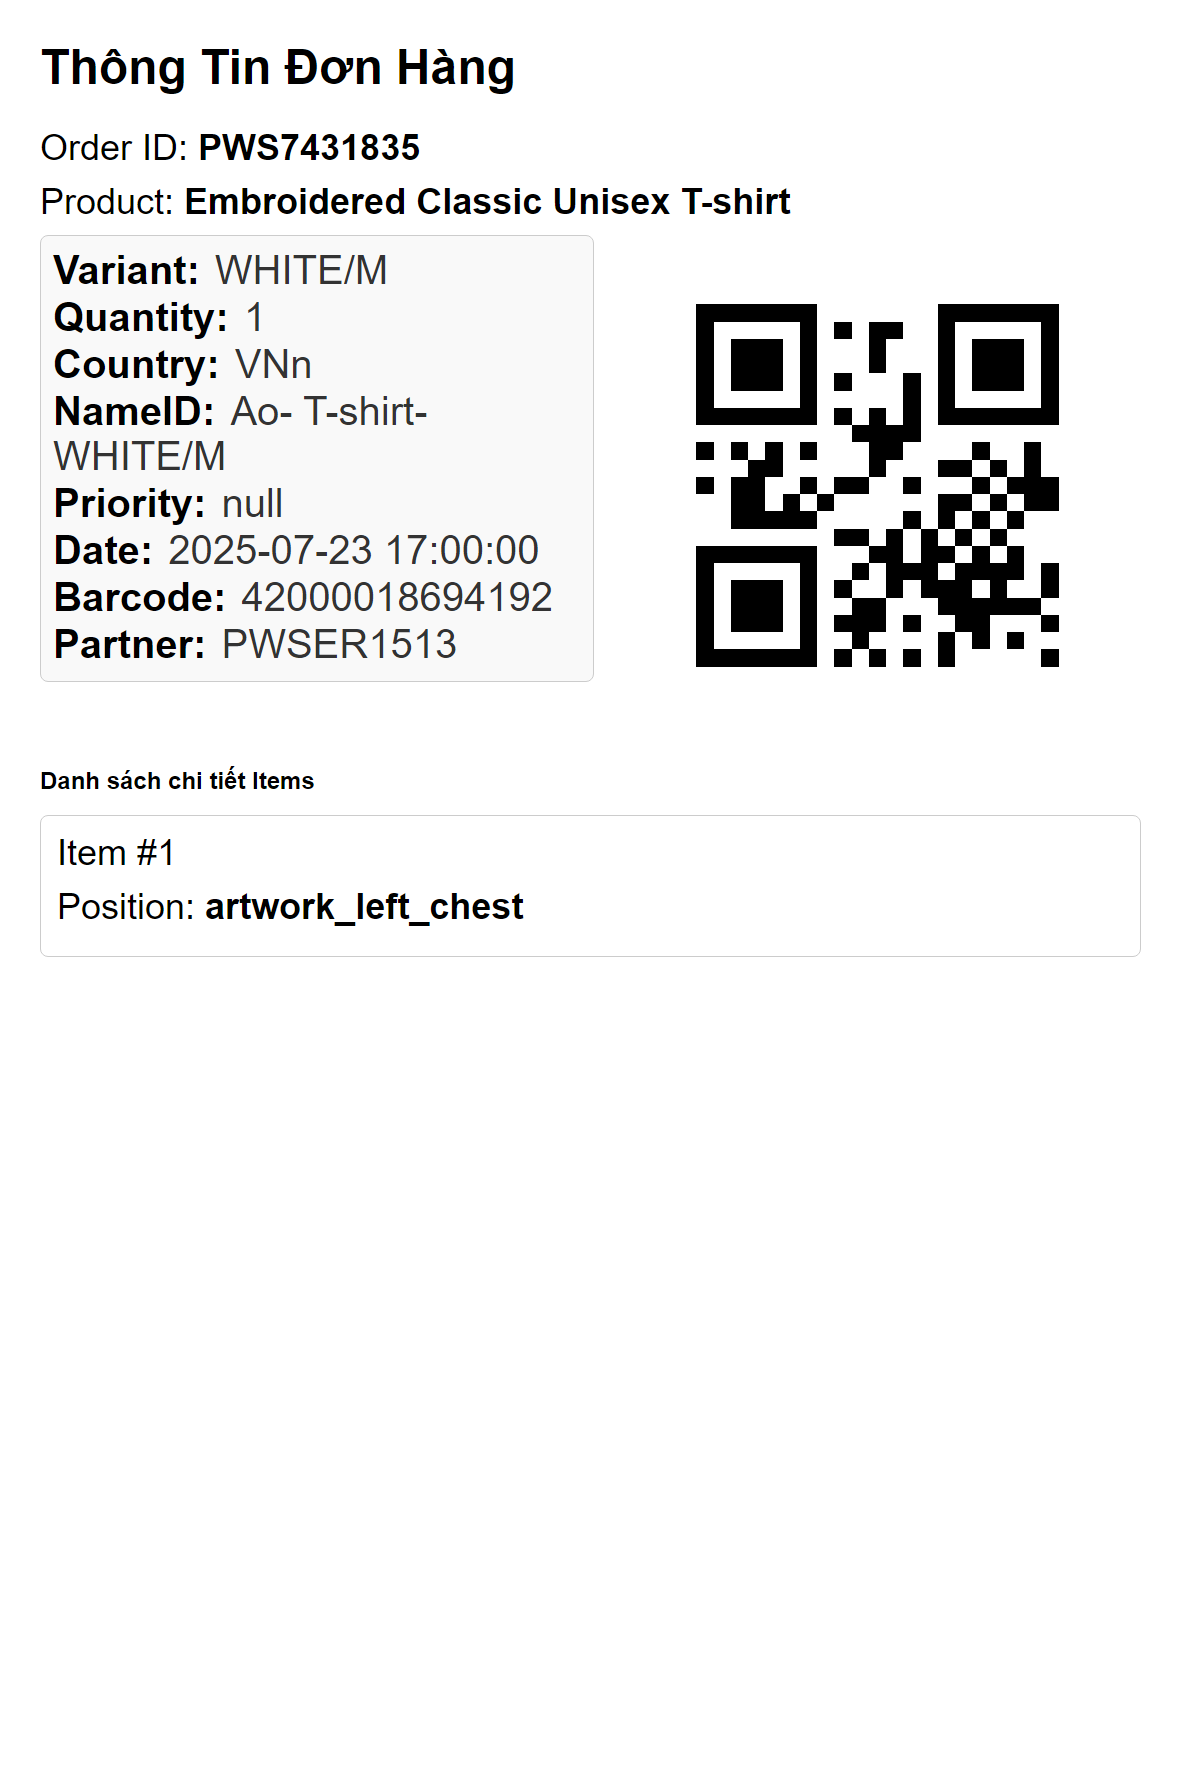 Thông Tin Đơn Hàng
Order ID: PWS7431835
Product: Embroidered Classic Unisex T-shirt
Variant: WHITE/M
Quantity: 1
Country: VNn
NameID: Ao- T-shirt-
WHITE/M
Priority: null
Date: 2025-07-23 17:00:00
Barcode: 42000018694192
Partner: PWSER1513
Danh sách chi tiết Items
Item #1
Position: artwork_left_chest